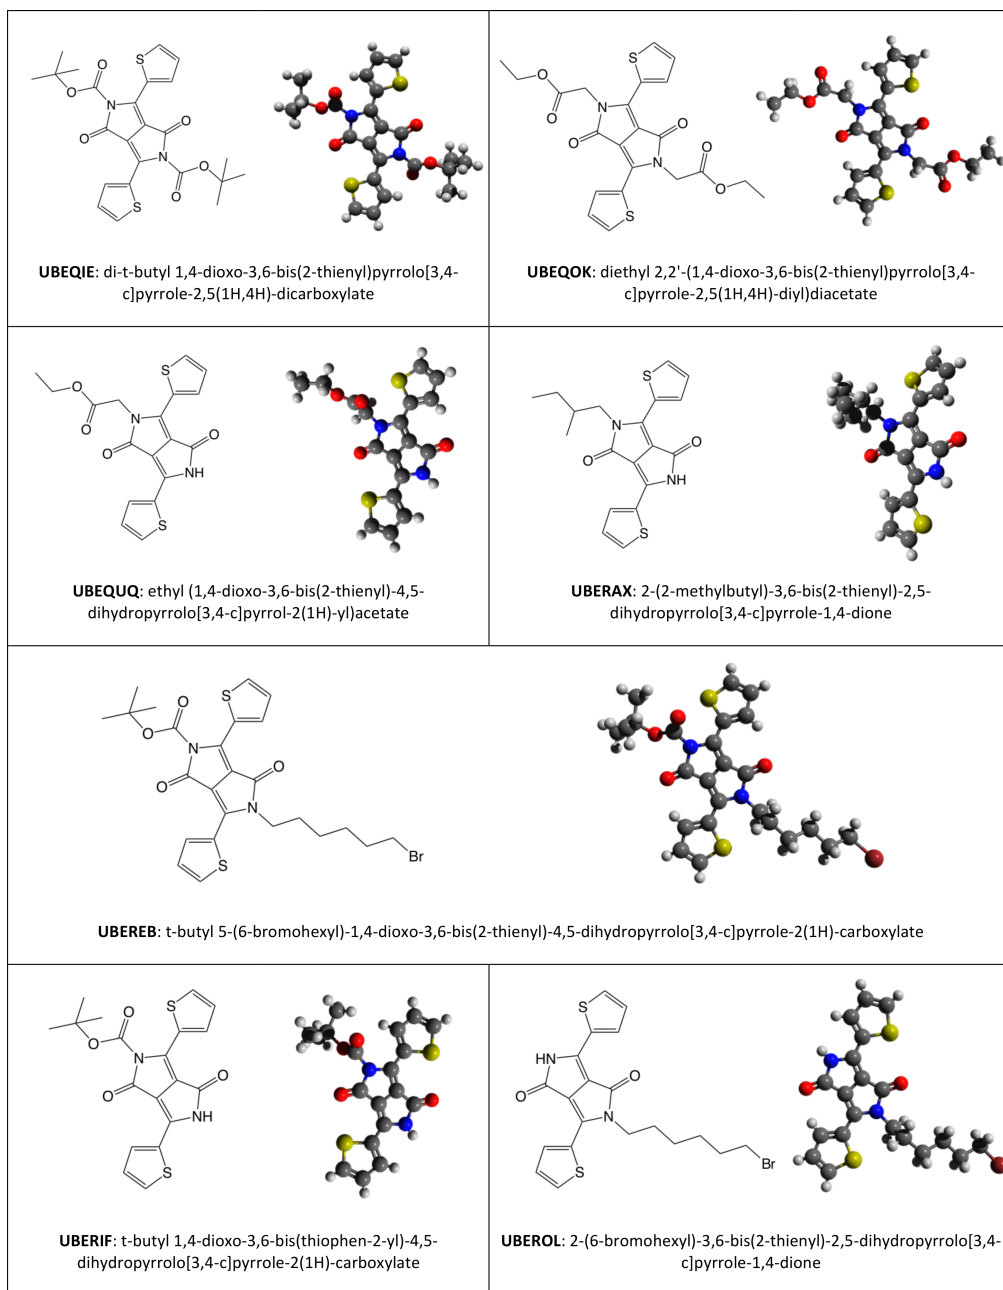 UBEQIE: di-t-butyl 1,4-dioxo-3,6-bis(2-thienyl)pyrrolo[3,4-
c]pyrrole-2,5(1H,4H)-dicarboxylate
UBEQOK: diethyl 2,2'-(1,4-dioxo-3,6-bis(2-thienyl)pyrrolo[3,4-
c]pyrrole-2,5(1H,4H)-diyl)diacetate
UBEQUQ: ethyl (1,4-dioxo-3,6-bis(2-thienyl)-4,5-
dihydropyrrolo[3,4-c]pyrrol-2(1H)-yl)acetate
UBERAX: 2-(2-methylbutyl)-3,6-bis(2-thienyl)-2,5-
dihydropyrrolo[3,4-c]pyrrole-1,4-dione
UBEREB: t-butyl 5-(6-bromohexyl)-1,4-dioxo-3,6-bis(2-thienyl)-4,5-dihydropyrrolo[3,4-c]pyrrole-2(1H)-carboxylate
UBERIF: t-butyl 1,4-dioxo-3,6-bis(thiophen-2-yl)-4,5-
dihydropyrrolo[3,4-c]pyrrole-2(1H)-carboxylate
UBEROL: 2-(6-bromohexyl)-3,6-bis(2-thienyl)-2,5-dihydropyrrolo[3,4-
c]pyrrole-1,4-dione